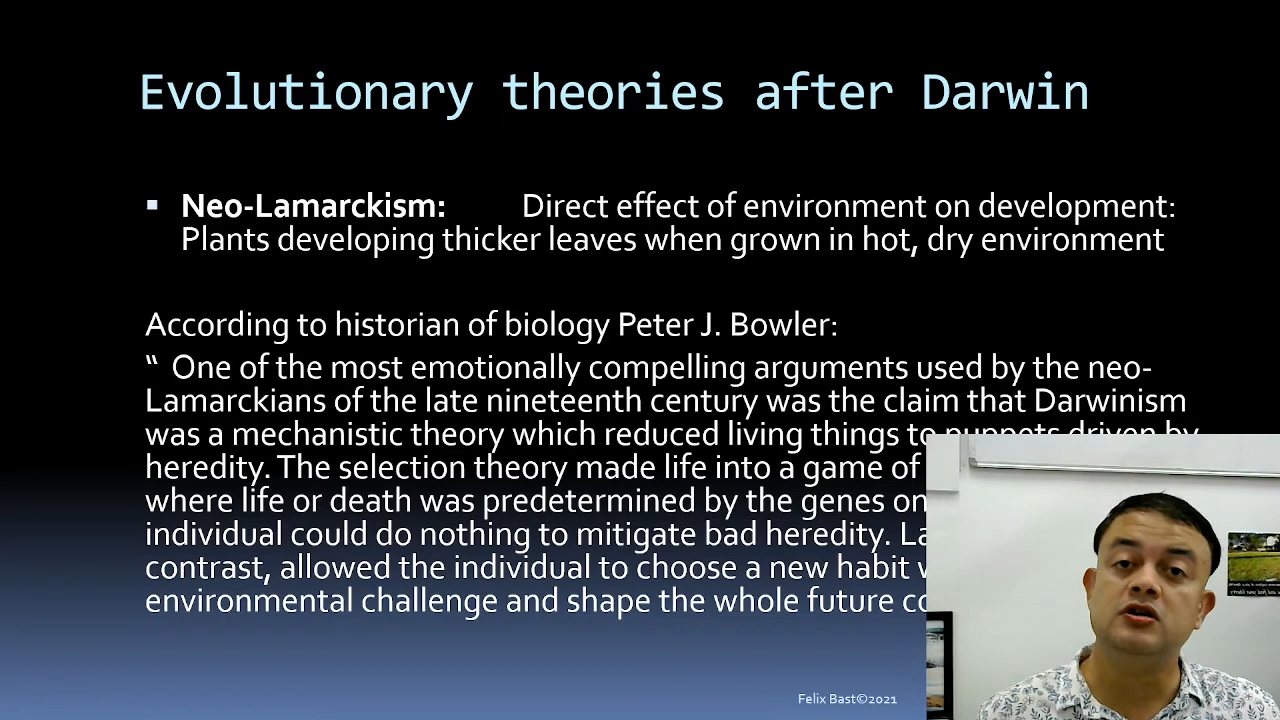 Evolutionary theories after Darwin
▪ Neo-Lamarckism: Direct effect of environment on development:
Plants developing thicker leaves when grown in hot, dry environment
According to historian of biology Peter J. Bowler:
“ One of the most emotionally compelling arguments used by the neo-
Lamarckians of the late nineteenth century was the claim that Darwinism
was a mechanistic theory which reduced living things to puppets driven by
heredity. The selection theory made life into a game of
where life or death was predetermined by the genes on
individual could do nothing to mitigate bad heredity. La
contrast, allowed the individual to choose a new habit
environmental challenge and shape the whole future co
Felix Bast©2021